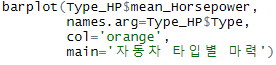 barplot(Type_HP$mean_Horsepower,
names.arg=Type_HP$Type,
col='orange',
main='자동차 타입별 마력')